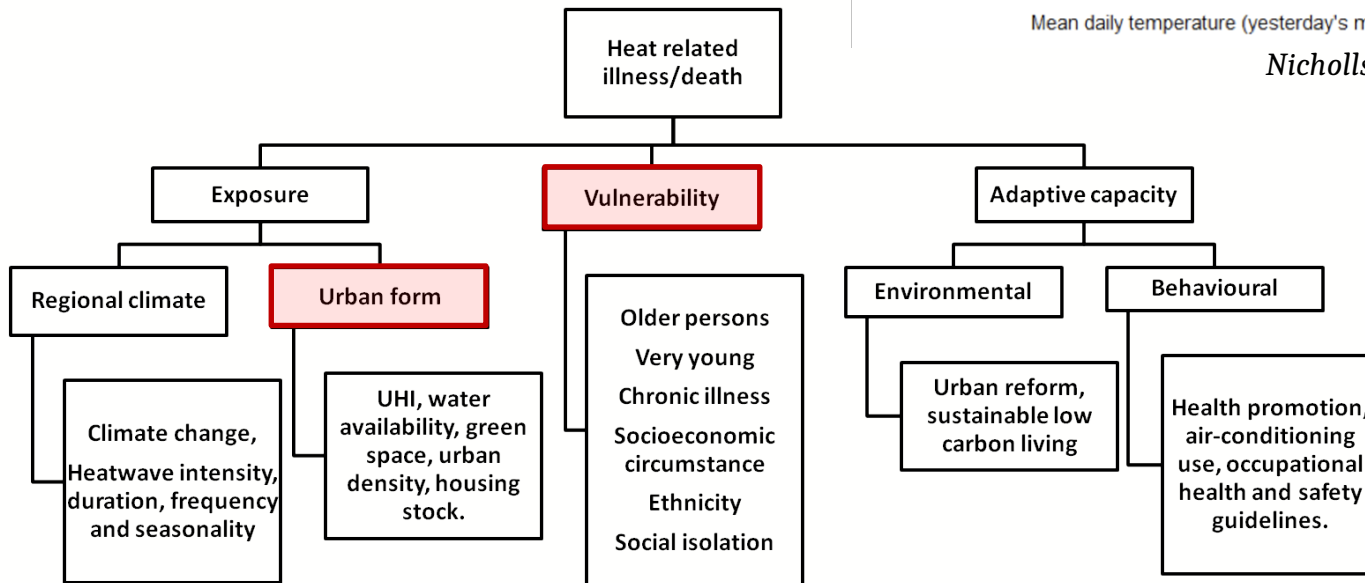 Mean daily temperature (yesterday's
Nicholls
Heat related
illness/death
Exposure
Vulnerability
Adaptive capacity
Regional climate
Urban form
Environmental
Behavioural
Climate change,
Heatwave intensity,
duration, frequency
and seasonality
UHI, water
availability, green
space, urban
density, housing
stock.
Older persons
Very young
Chronic illness
Socioeconomic
circumstance
Ethnicity
Social isolation
Urban reform,
sustainable low
carbon living
Health promotion,
air-conditioning
use, occupational
health and safety
guidelines.